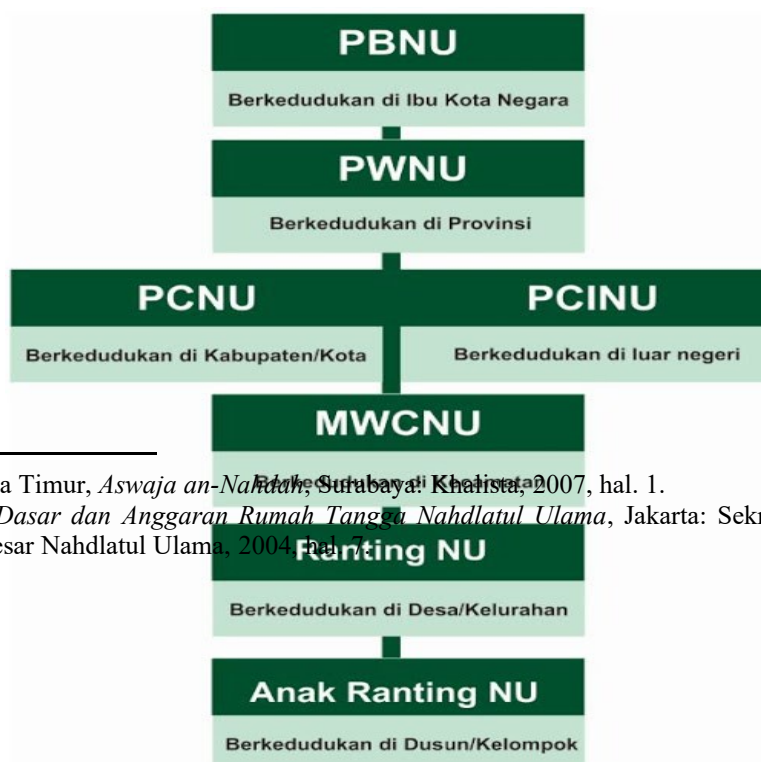 PBNU
Berkedudukan di Ibu Kota Negara
PWNU
Berkedudukan di Provinsi
PCNU
PCINU
Berkedudukan di Kabupaten/Kota
Berkedudukan di luar negeri
MWCNU
Berkedudukan di Kecamatan
a Timur, Aswaja an-Nahdah, Surabaya: Khalista, 2007, hal. 1.
Dasar dan Anggaran Rumah Tangga Nahdlatul Ulama, Jakarta: Sekr
esar Nahdlatul Ulama, 2004, hal. 7.
Ranting NU
Berkedudukan di Desa/Kelurahan
Anak Ranting NU
Berkedudukan di Dusun/Kelompok